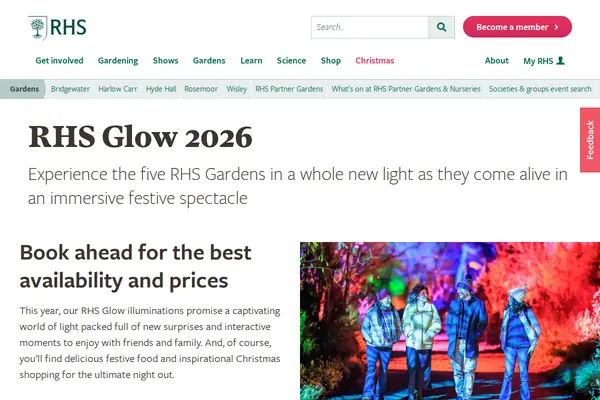 RHS
Search..
Become a member
Get involved Gardening Shows Gardens Learn Science Shop Christmas About My RHS
Gardens Bridgewater Harlow Carr Hyde Hall Rosemoor Wisley RHS Partner Gardens What's on at RHS Partner Gardens & Nurseries Societies & groups event search
Feedback
RHS Glow 2026
Experience the five RHS Gardens in a whole new light as they come alive in
an immersive festive spectacle
Book ahead for the best
availability and prices
This year, our RHS Glow illuminations promise a captivating
world of light packed full of new surprises and interactive
moments to enjoy with friends and family. And, of course,
you'll find delicious festive food and inspirational Christmas
shopping for the ultimate night out.